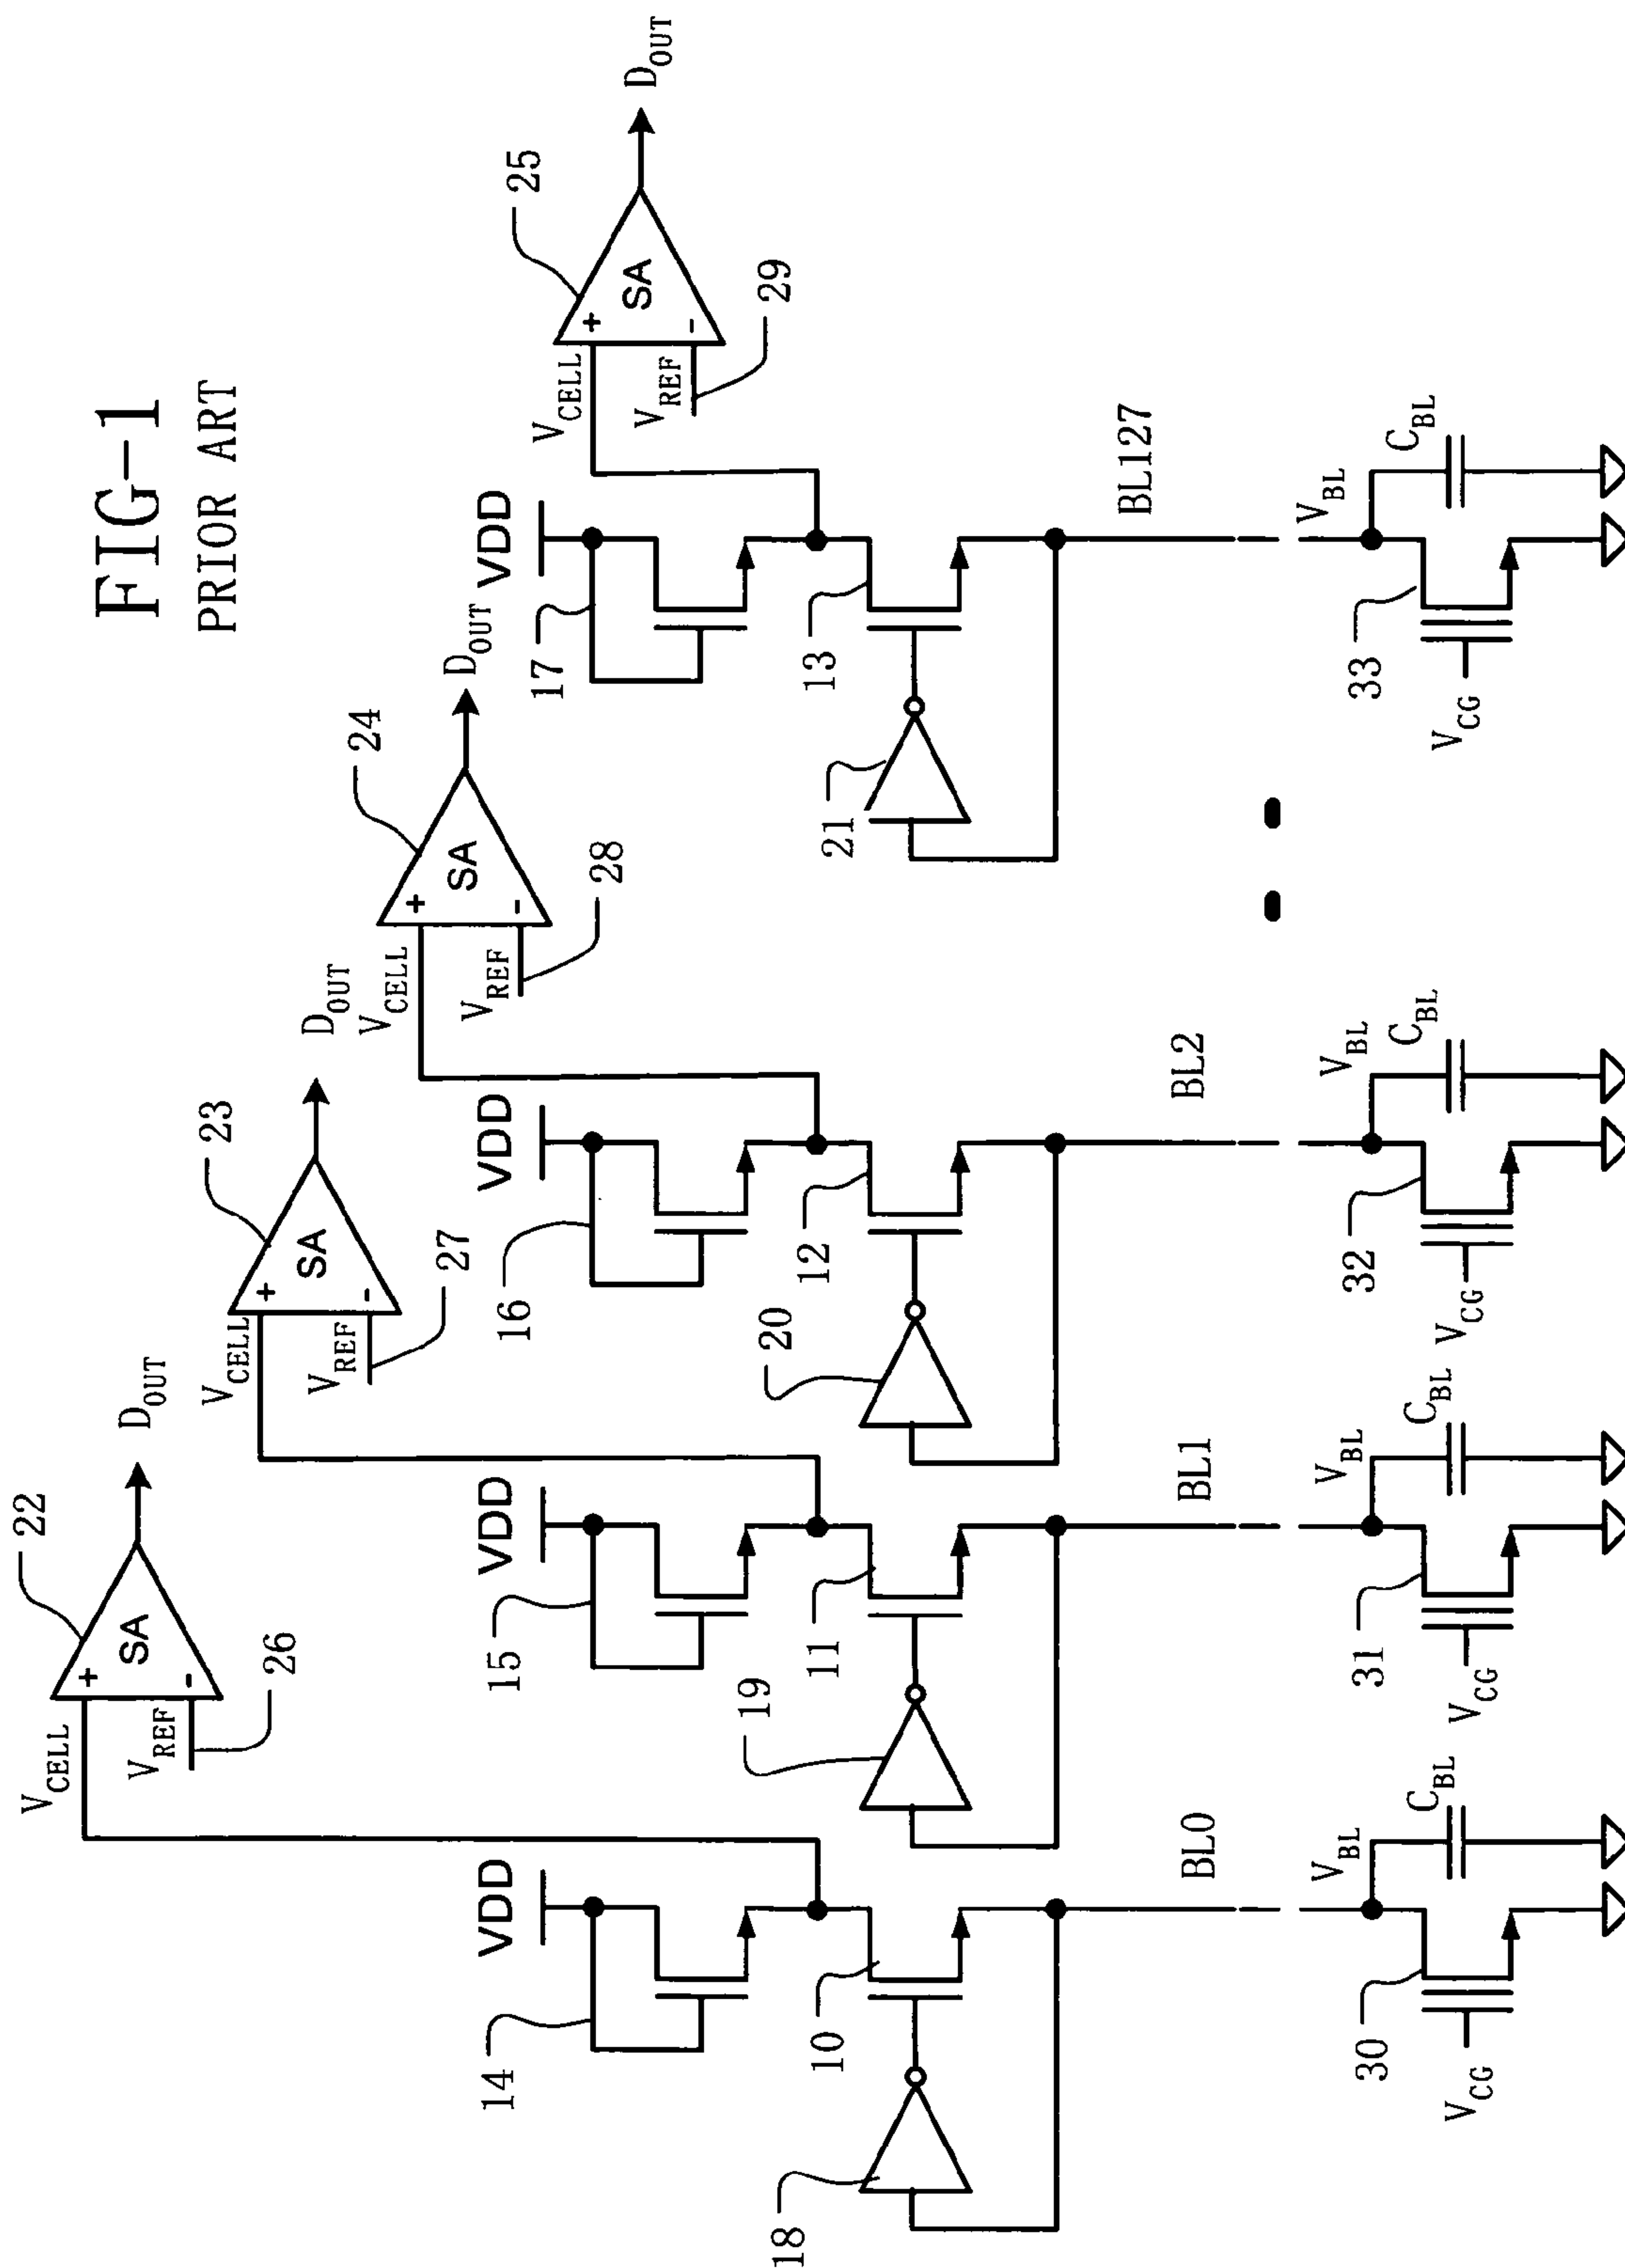 FIG-1
PRIOR ART
V_CELL
V_REF
26
+
-
SA
22
D_OUT
V_CELL
V_REF
27
+
-
SA
23
D_OUT
V_CELL
V_REF
28
+
-
SA
24
D_OUT
V_CELL
V_REF
29
+
-
SA
25
D_OUT
14
VDD
15
VDD
16
VDD
17
VDD
18
10
19
11
20
12
21
13
BL0
BL1
BL2
BL127
V_CG
30
V_BL
C_BL
V_CG
31
V_BL
C_BL
V_CG
32
V_BL
C_BL
V_CG
33
V_BL
C_BL